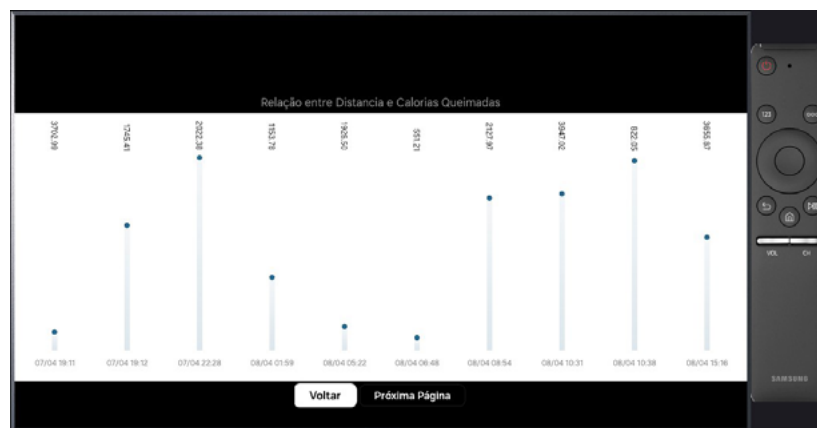 Relação entre Distancia e Calorias Queimadas
3702.99 1745.41 2022.38 1153.78 1926.50 551.21 2127.97 3947.02 822.05 3655.87
07/04 19:11 07/04 19:12 07/04 22:28 08/04 01:59 08/04 05:22 08/04 06:48 08/04 08:54 08/04 10:31 08/04 10:38 08/04 15:16
Voltar Próxima Página
123
VOL CH
SAMSUNG